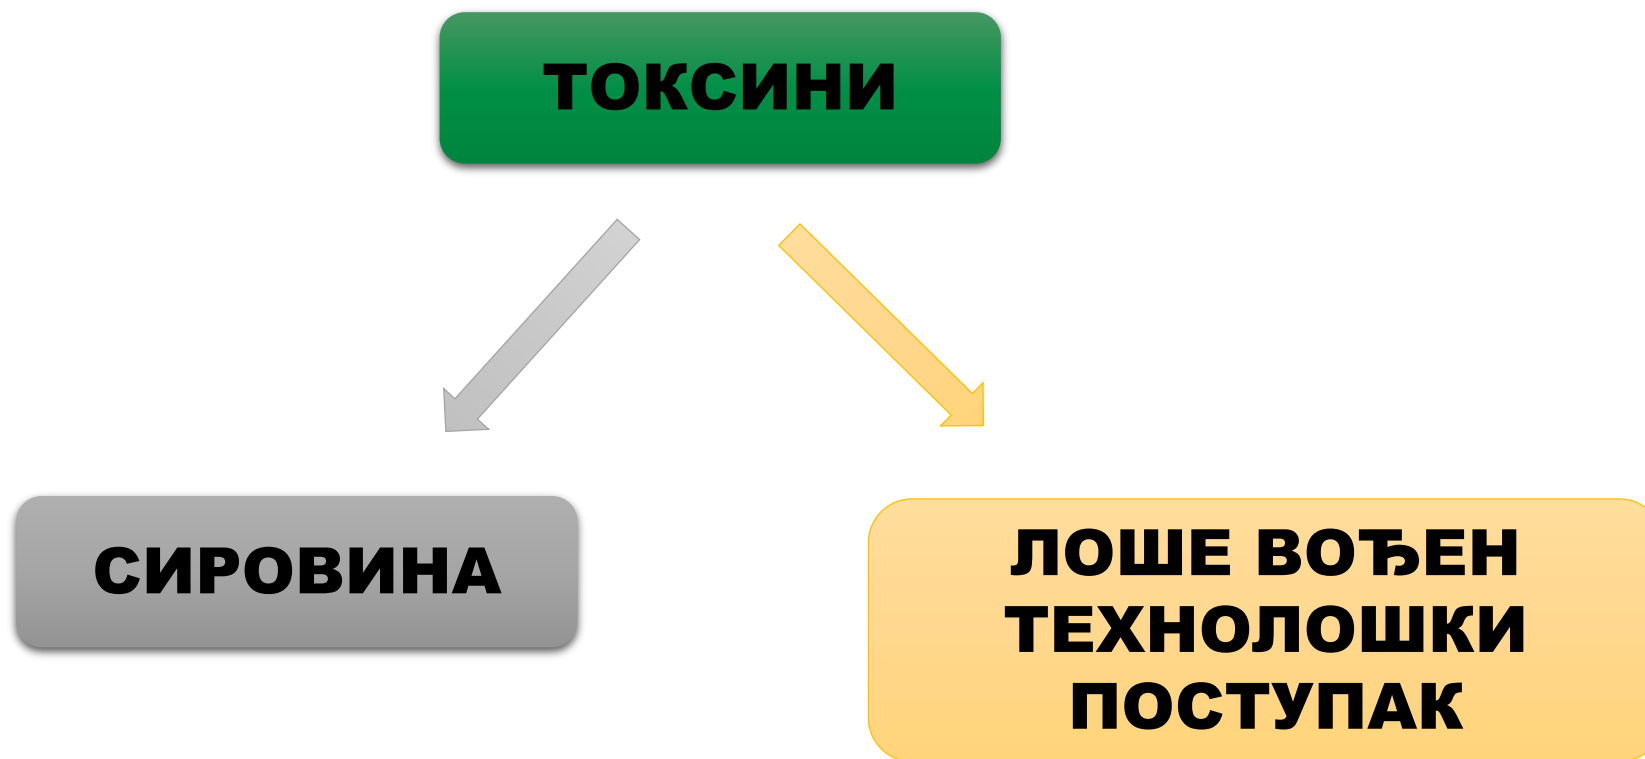 ТОКСИНИ
СИРОВИНА
ЛОШЕ ВОЂЕН
ТЕХНОЛОШКИ
ПОСТУПАК